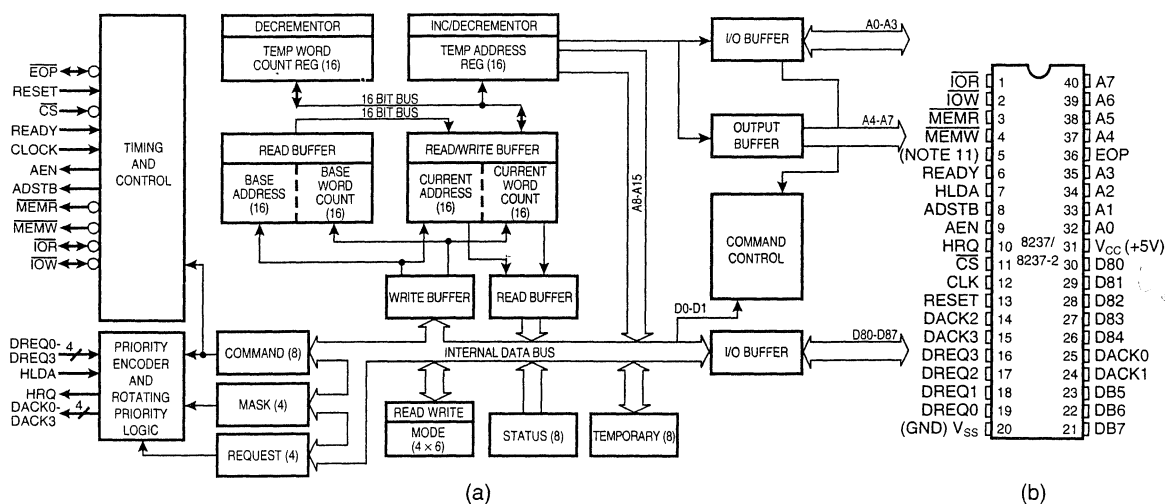 DECREMENTOR
TEMP WORD
COUNT REG (16)
INC/DECREMENTOR
TEMP ADDRESS
REG (16)
I/O BUFFER
A0-A3
EOP
RESET
CS
READY
CLOCK
AEN
ADSTB
MEMR
MEMW
IOR
IOW
TIMING
AND
CONTROL
16 BIT BUS
16 BIT BUS
READ BUFFER
BASE
ADDRESS
(16)
BASE
WORD
COUNT
(16)
READ/WRITE BUFFER
CURRENT
ADDRESS
(16)
CURRENT
WORD
COUNT
(16)
A8-A15
OUTPUT
BUFFER
A4-A7
COMMAND
CONTROL
WRITE BUFFER
READ BUFFER
D0-D1
DREQ0-
DREQ3
4
HLDA
HRQ
DACK0-
DACK3
4
PRIORITY
ENCODER
AND
ROTATING
PRIORITY
LOGIC
COMMAND (8)
MASK (4)
REQUEST (4)
INTERNAL DATA BUS
I/O BUFFER
D80-D87
READ WRITE
MODE
(4 × 6)
STATUS (8)
TEMPORARY (8)
(a)
IOR 1 40 A7
IOW 2 39 A6
MEMR 3 38 A5
MEMW 4 37 A4
(NOTE 11) 5 36 EOP
READY 6 35 A3
HLDA 7 34 A2
ADSTB 8 33 A1
AEN 9 32 A0
HRQ 10 8237/ 31 VCC (+5V)
CS 11 8237-2 30 D80
CLK 12 29 D81
RESET 13 28 D82
DACK2 14 27 D83
DACK3 15 26 D84
DREQ3 16 25 DACK0
DREQ2 17 24 DACK1
DREQ1 18 23 DB5
DREQ0 19 22 DB6
(GND) VSS 20 21 DB7
(b)